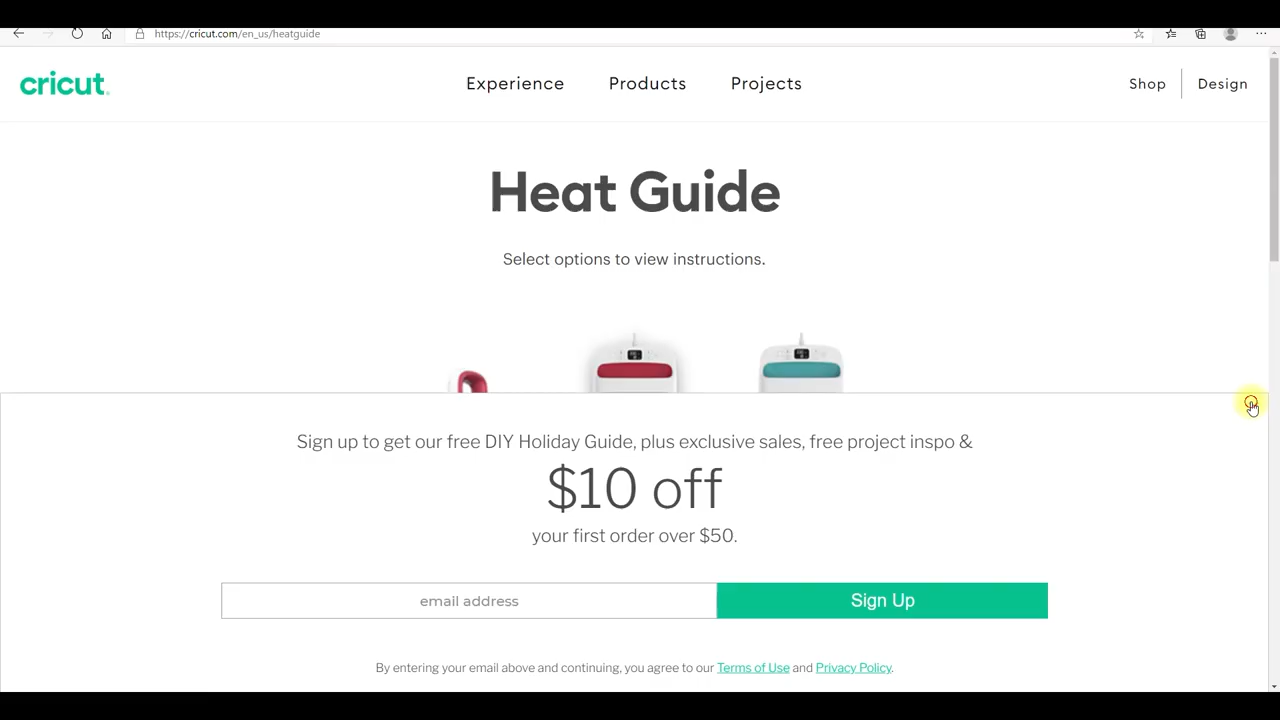 https://cricut.com/en_us/heatguide
cricut
Experience
Products
Projects
Shop
Design
Heat Guide
Select options to view instructions.
Sign up to get our free DIY Holiday Guide, plus exclusive sales, free project inspo &
$10 off
your first order over $50.
email address
Sign Up
By entering your email above and continuing, you agree to our Terms of Use and Privacy Policy.